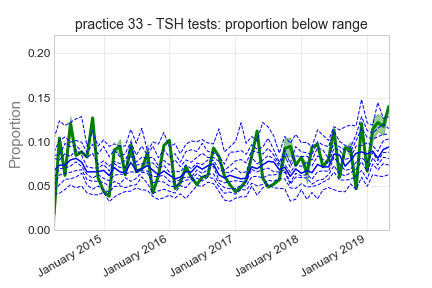 practice 33 - TSH tests: proportion below range
0.20
0.15
0.10
0.05
0.00
Proportion
January 2015
January 2016
January 2017
January 2018
January 2019